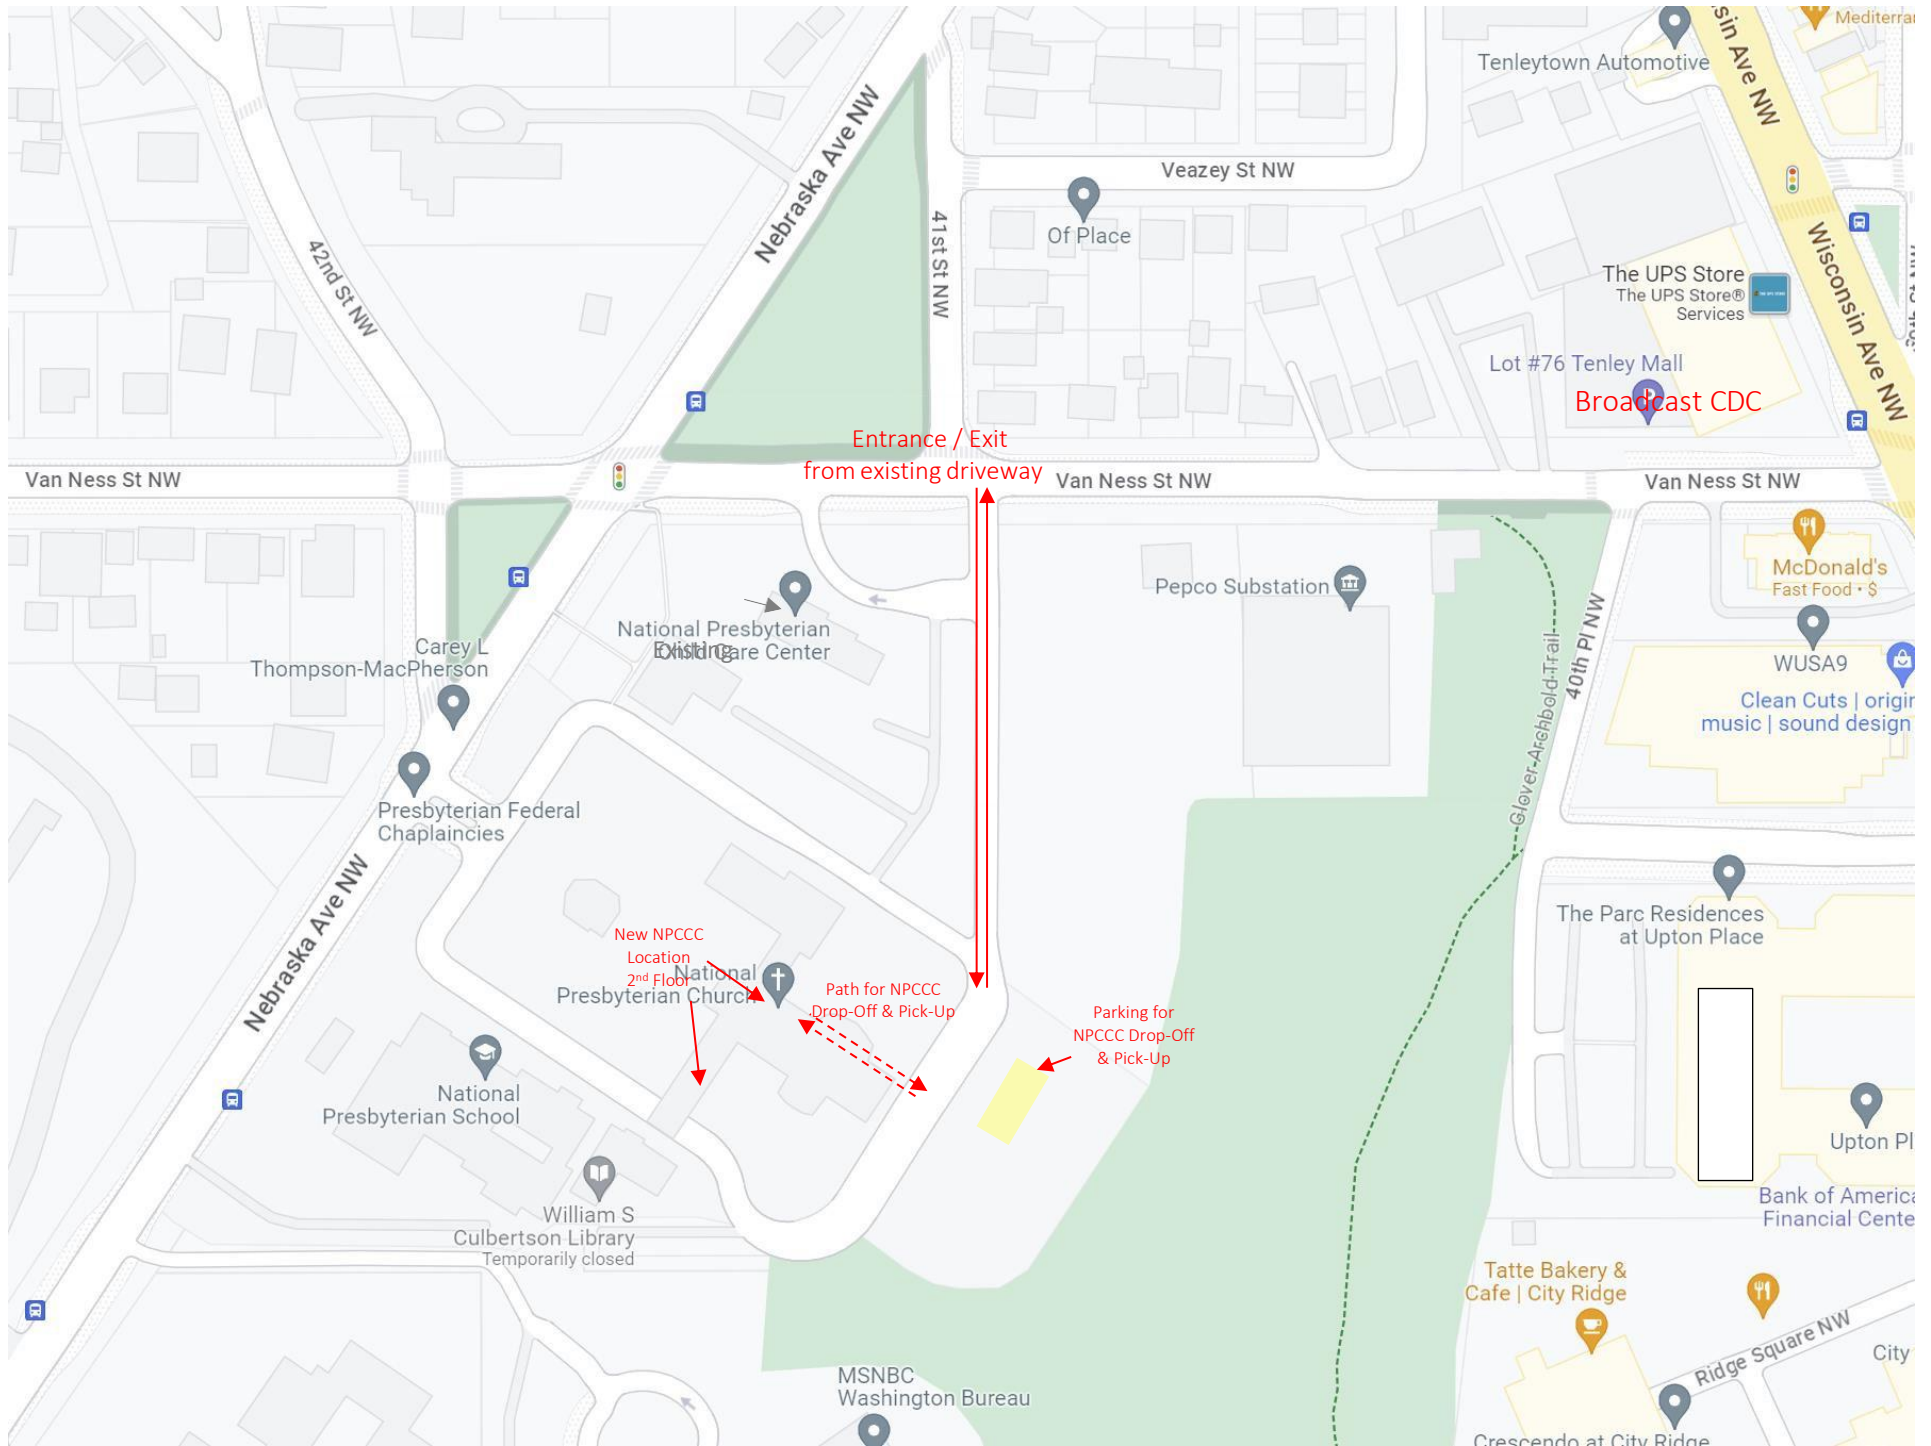 Mediterra
Tenleytown Automotive
sin Ave NW
Nebraska Ave NW
Veazey St NW
41st St NW
Of Place
42nd St NW
Wisconsin Ave NW
The UPS Store
The UPS Store®
Services
Lot #76 Tenley Mall
Broadcast CDC
Entrance / Exit
from existing driveway
Van Ness St NW
Van Ness St NW
Van Ness St NW
McDonald's
Fast Food • $
Pepco Substation
National Presbyterian
Child Care Center
Existing
Carey L
Thompson-MacPherson
Glover-Archbold-Trail
40th Pl NW
WUSA9
Clean Cuts | origin
music | sound design
Presbyterian Federal
Chaplaincies
Nebraska Ave NW
The Parc Residences
at Upton Place
New NPCCC
Location
2nd Floor
National
Presbyterian Church
Path for NPCCC
Drop-Off & Pick-Up
Parking for
NPCCC Drop-Off
& Pick-Up
National
Presbyterian School
Upton Pl
Bank of America
Financial Cente
William S
Culbertson Library
Temporarily closed
Tatte Bakery &
Cafe | City Ridge
Ridge Square NW
City
MSNBC
Washington Bureau
Crescendo at City Ridge